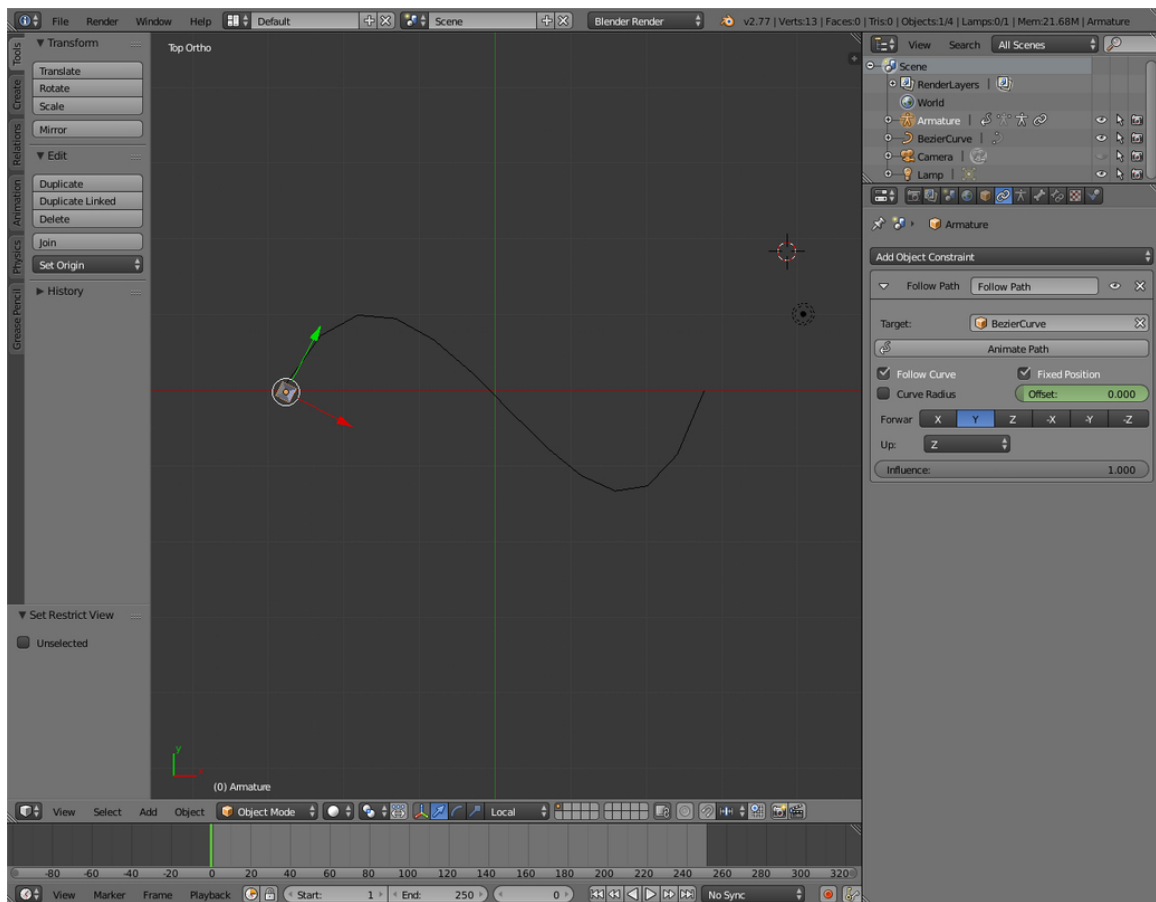 File Render Window Help Default Scene Blender Render v2.77 | Verts:13 | Faces:0 | Tris:0 | Objects:1/4 | Lamps:0/1 | Mem:21.68M | Armature
Tools
Create
Relations
Animation
Physics
Grease Pencil
Transform
Translate
Rotate
Scale
Mirror
Edit
Duplicate
Duplicate Linked
Delete
Join
Set Origin
History
Set Restrict View
Unselected
Top Ortho
y
x
(0) Armature
View Search All Scenes
Scene
RenderLayers |
World
Armature |
BezierCurve |
Camera |
Lamp |
Armature
Add Object Constraint
Follow Path Follow Path
Target: BezierCurve
Animate Path
Follow Curve Fixed Position
Curve Radius Offset: 0.000
Forwar X Y Z -X -Y -Z
Up: Z
Influence: 1.000
View Select Add Object Object Mode Local
-80 -60 -40 -20 0 20 40 60 80 100 120 140 160 180 200 220 240 260 280 300 320
View Marker Frame Playback Start: 1 End: 250 0 No Sync